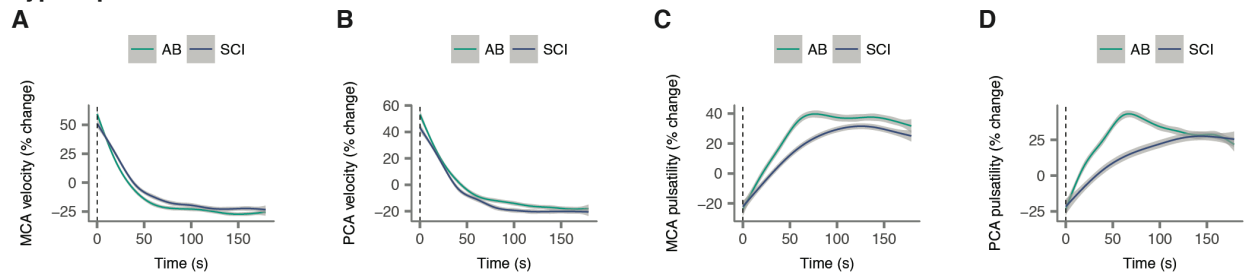 A
AB SCI
MCA velocity (% change)
50
25
0
−25
0 50 100 150
Time (s)
B
AB SCI
PCA velocity (% change)
60
40
20
0
−20
0 50 100 150
Time (s)
C
AB SCI
MCA pulsatility (% change)
40
20
0
−20
0 50 100 150
Time (s)
D
AB SCI
PCA pulsatility (% change)
25
0
−25
0 50 100 150
Time (s)